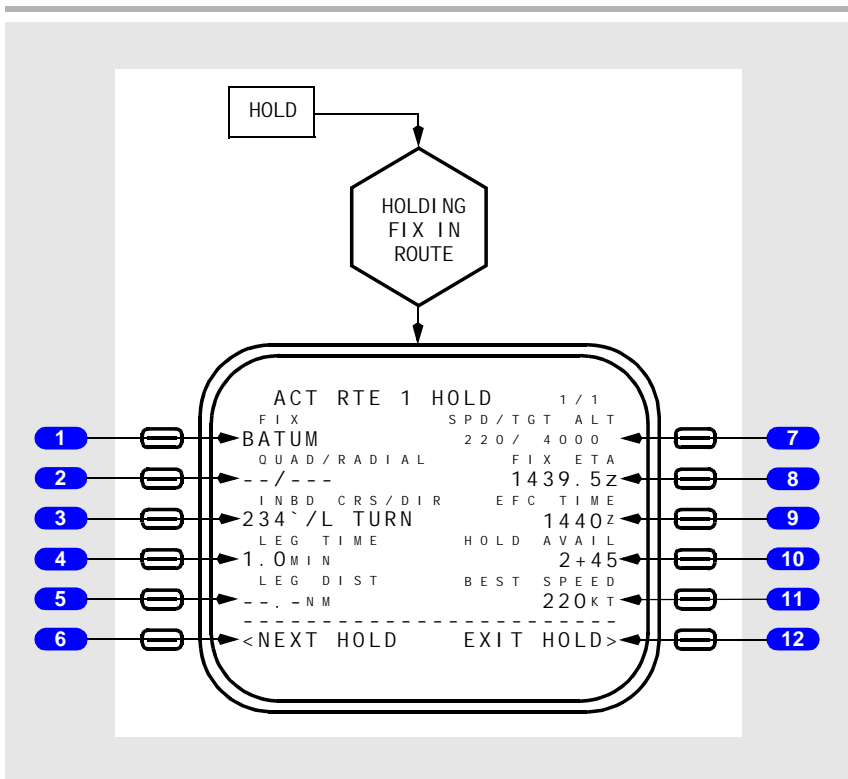 HOLD
HOLDING
FIX IN
ROUTE
ACT RTE 1 HOLD 1/1
FIX SPD/TGT ALT
1 BATUM 220/ 4000 7
QUAD/RADIAL FIX ETA
2 --/--- 1439.5z 8
INBD CRS/DIR EFC TIME
3 234`/L TURN 1440z 9
LEG TIME HOLD AVAIL
4 1.0MIN 2+45 10
LEG DIST BEST SPEED
5 --.-NM 220KT 11
------------------------
6 <NEXT HOLD EXIT HOLD> 12